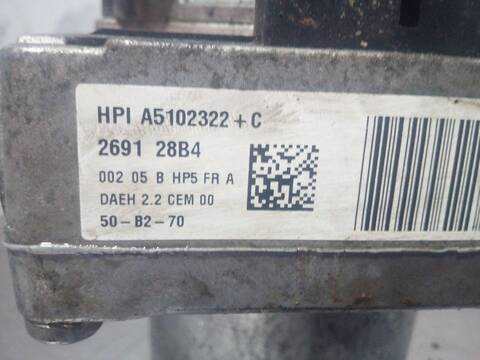 HPI A5102322+C
2691 28B4
002 05 B HP5 FR A
DAEH 2.2 CEM 00
50-B2-70